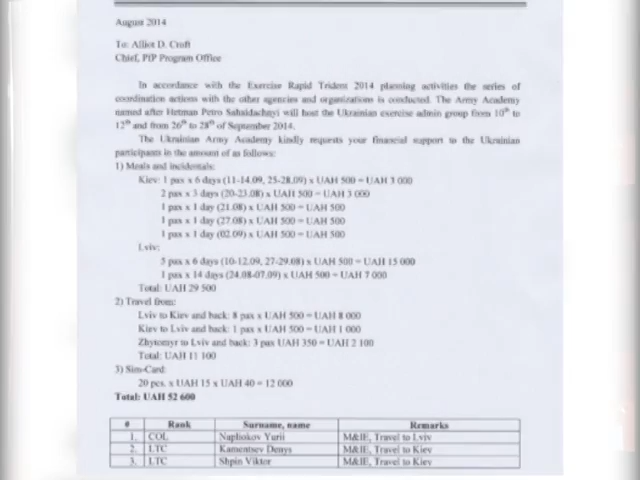 August 2014
To: Alliot D. Craft
Chief, PfP Program Office
In accordance with the Exercise Rapid Trident 2014 planning activities the series of
coordination actions with the other agencies and organizations is conducted. The Army Academy
named after Hetman Petro Sahaidachnyi will host the Ukrainian exercise admin group from 10th to
12th and from 26th to 28th of September 2014.
The Ukrainian Army Academy kindly requests your financial support to the Ukrainian
participants in the amount of as follows:
1) Meals and incidentals:
Kiev: 1 pax x 6 days (11-14.09, 25-28.09) x UAH 500 = UAH 3 000
2 pax x 3 days (20-23.08) x UAH 500 = UAH 3 000
1 pax x 1 day (21.08) x UAH 500 = UAH 500
1 pax x 1 day (27.08) x UAH 500 = UAH 500
1 pax x 1 day (02.09) x UAH 500 = UAH 500
Lviv:
5 pax x 6 days (10-12.09, 27-29.08) x UAH 500 = UAH 15 000
1 pax x 14 days (24.08-07.09) x UAH 500 = UAH 7 000
Total: UAH 29 500
2) Travel from:
Lviv to Kiev and back: 8 pax x UAH 500 = UAH 8 000
Kiev to Lviv and back: 1 pax x UAH 500 = UAH 1 000
Zhytomyr to Lviv and back: 3 pax UAH 350 = UAH 2 100
Total: UAH 11 100
3) Sim-Card:
20 pcs. x UAH 15 x UAH 40 = 12 000
Total: UAH 52 600
# Rank Surname, name Remarks
1. COL Napliokov Yurii M&IE, Travel to Lviv
2. LTC Kamentsev Denys M&IE, Travel to Kiev
3. LTC Shpin Viktor M&IE, Travel to Kiev